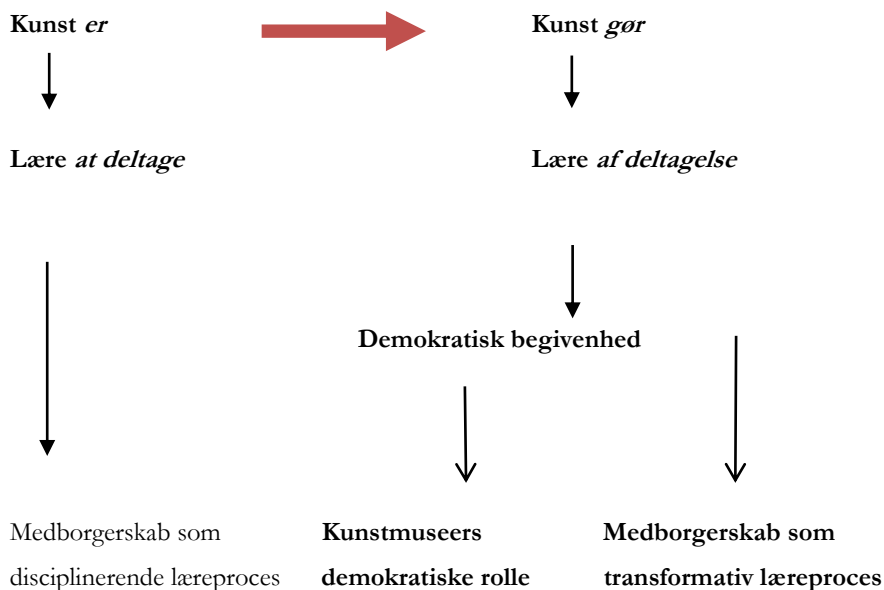 Kunst er
Kunst gør
Lære at deltage
Lære af deltagelse
Demokratisk begivenhed
Medborgerskab som
disciplinerende læreproces
Kunstmuseers
demokratiske rolle
Medborgerskab som
transformativ læreproces